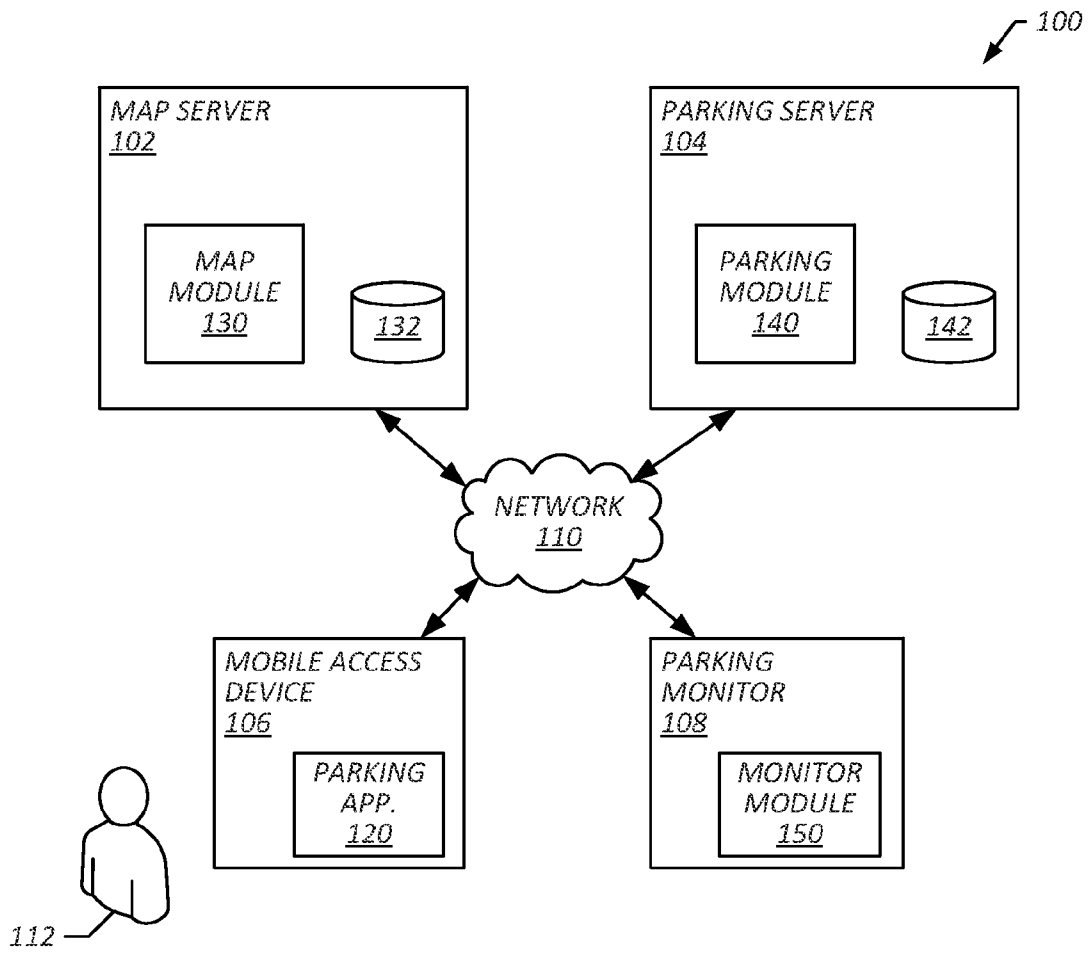 100
MAP SERVER
102
MAP
MODULE
130
132
PARKING SERVER
104
PARKING
MODULE
140
142
NETWORK
110
MOBILE ACCESS
DEVICE
106
PARKING
APP.
120
PARKING
MONITOR
108
MONITOR
MODULE
150
112